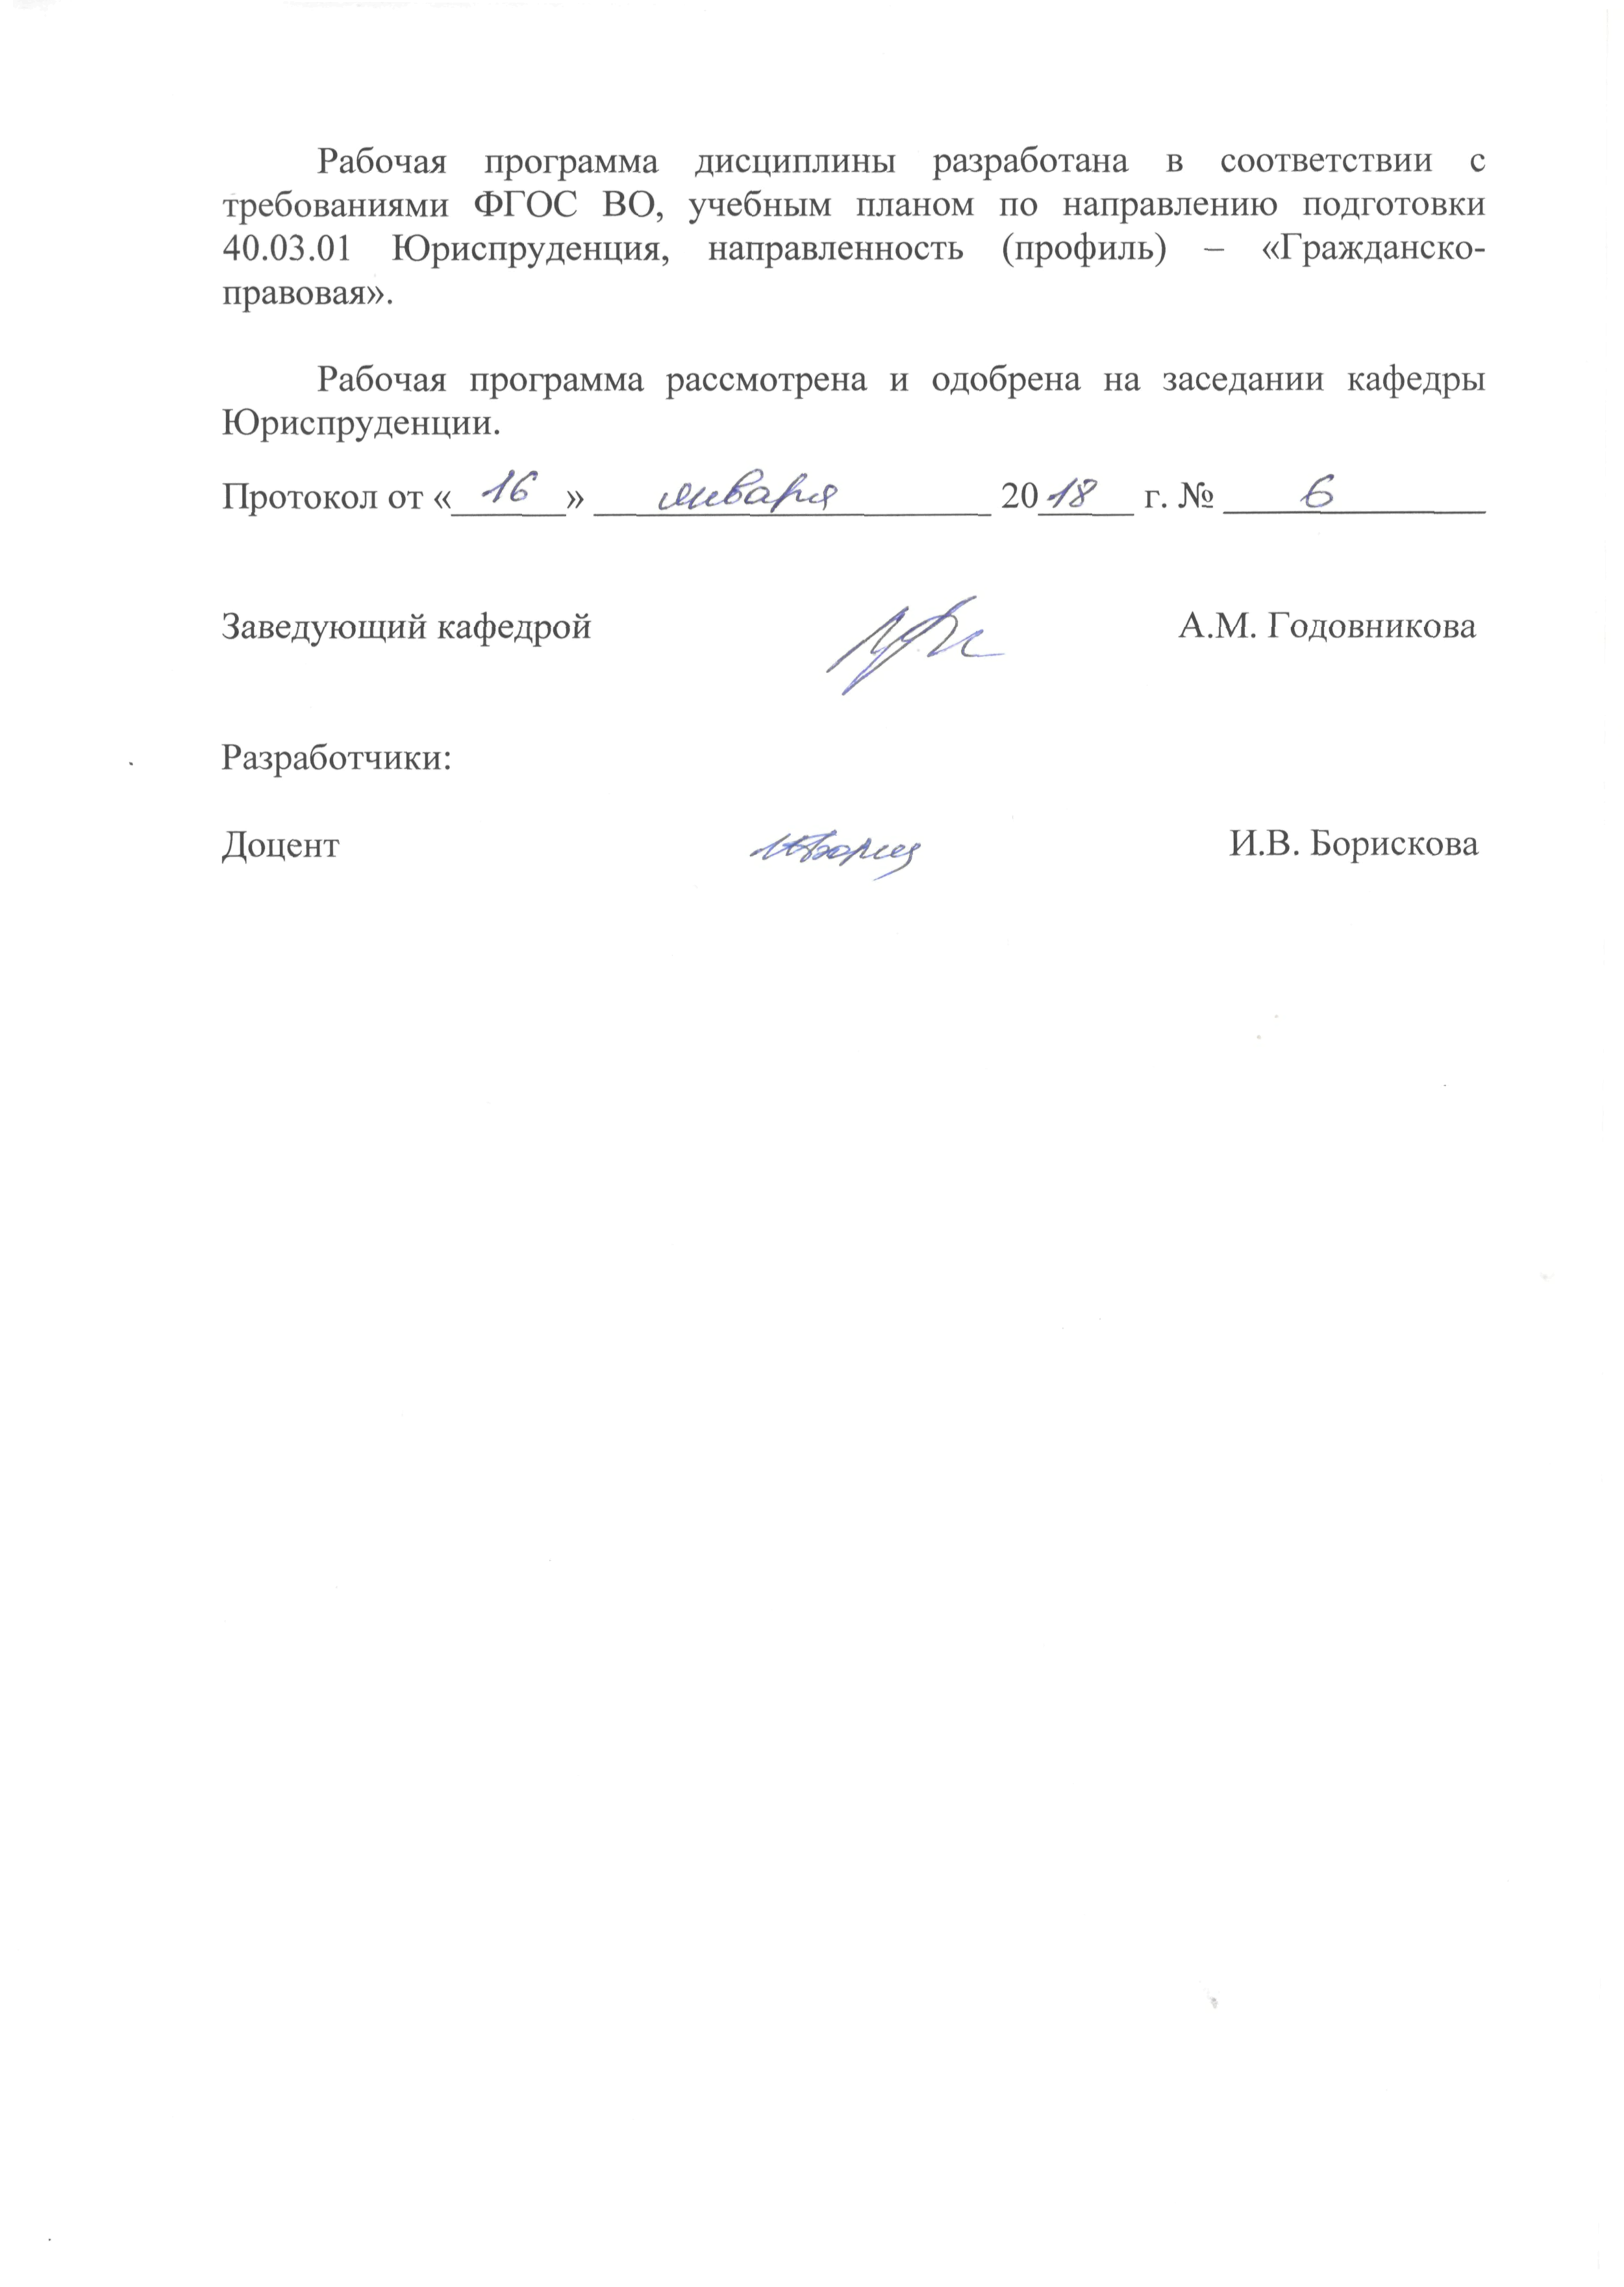 Рабочая программа дисциплины разработана в соответствии с
требованиями ФГОС ВО, учебным планом по направлению подготовки
40.03.01 Юриспруденция, направленность (профиль) – «Гражданско-
правовая».
Рабочая программа рассмотрена и одобрена на заседании кафедры
Юриспруденции.
Протокол от «16» января 2018 г. № 6
Заведующий кафедрой А.М. Годовникова
Разработчики:
Доцент И.В. Борискова